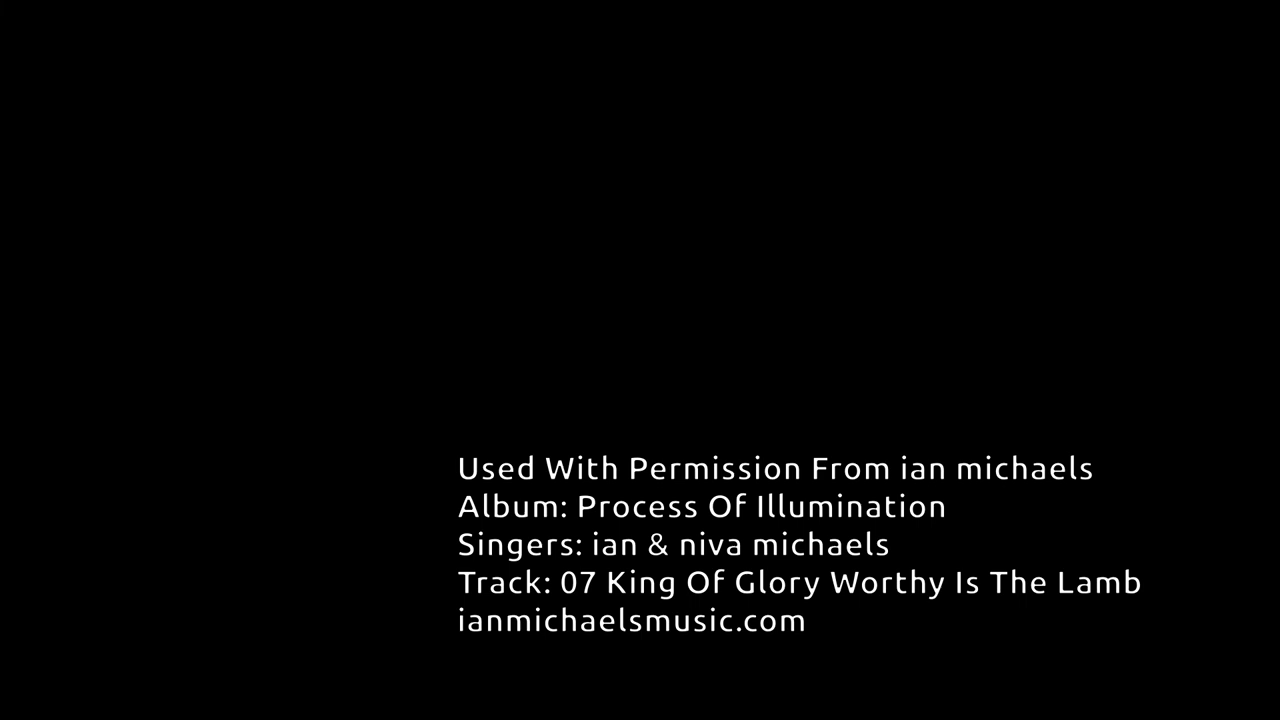 Used With Permission From ian michaels
Album: Process Of Illumination
Singers: ian & niva michaels
Track: 07 King Of Glory Worthy Is The Lamb
ianmichaelsmusic.com